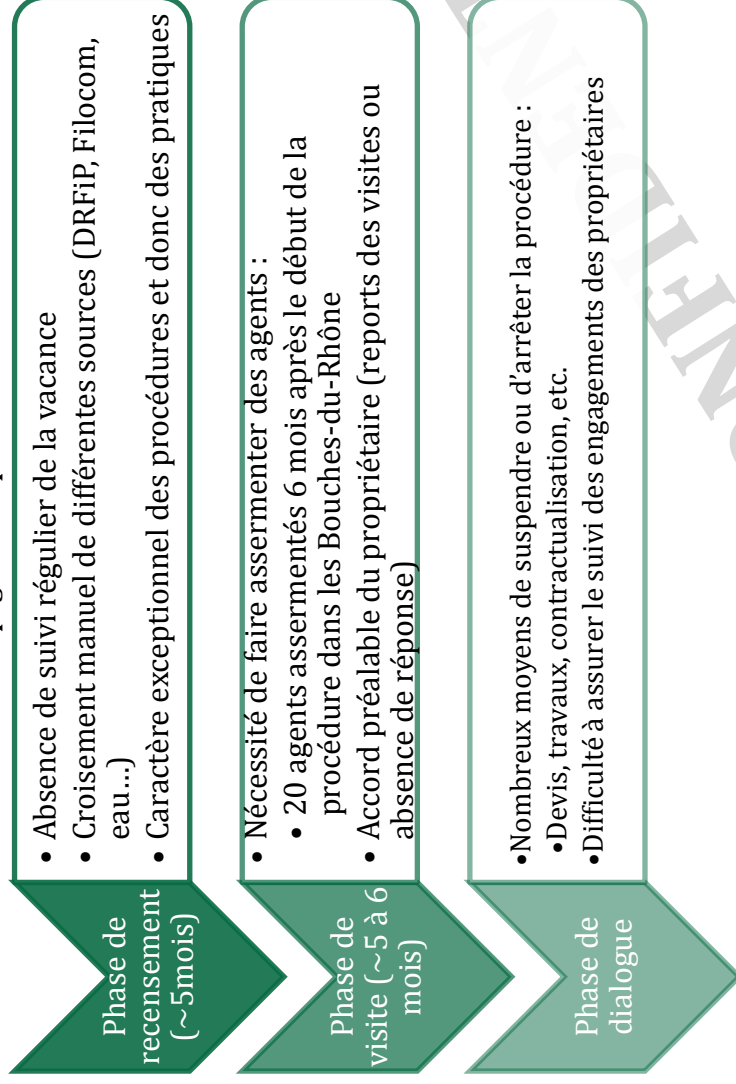 Phase de
recensement
(~5mois)
• Absence de suivi régulier de la vacance
• Croisement manuel de différentes sources (DRFiP, Filocom,
eau...)
• Caractère exceptionnel des procédures et donc des pratiques
Phase de
visite (~5 à 6
mois)
• Nécessité de faire assermenter des agents :
• 20 agents assermentés 6 mois après le début de la
procédure dans les Bouches-du-Rhône
• Accord préalable du propriétaire (reports des visites ou
absence de réponse)
Phase de
dialogue
•Nombreux moyens de suspendre ou d’arrêter la procédure :
•Devis, travaux, contractualisation, etc.
•Difficulté à assurer le suivi des engagements des propriétaires